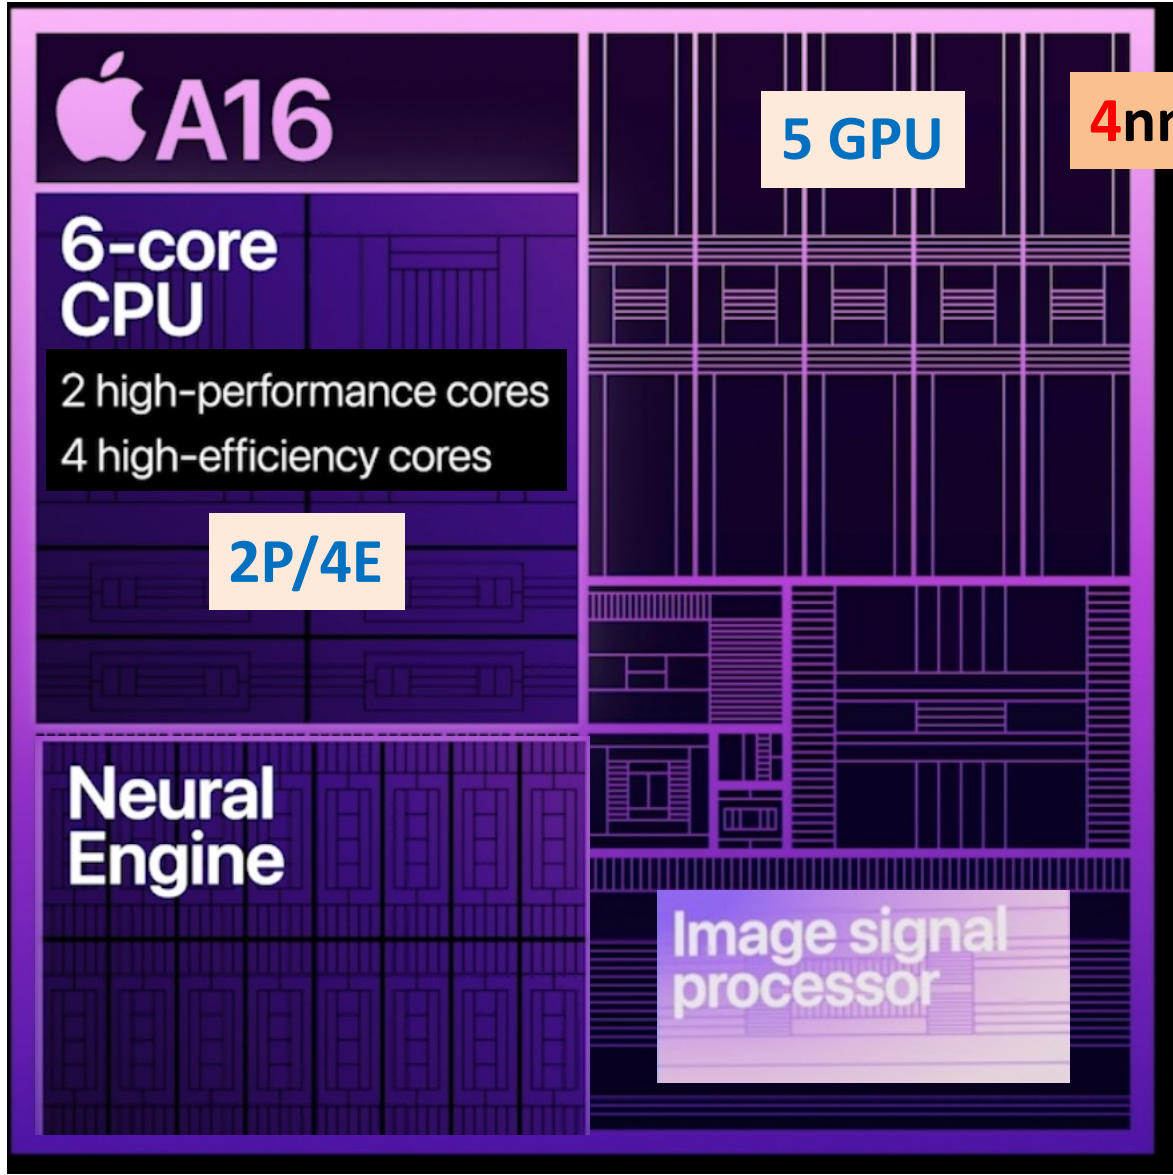 A16
5 GPU
6-core
CPU
2 high-performance cores
4 high-efficiency cores
2P/4E
Neural
Engine
Image signal
processor